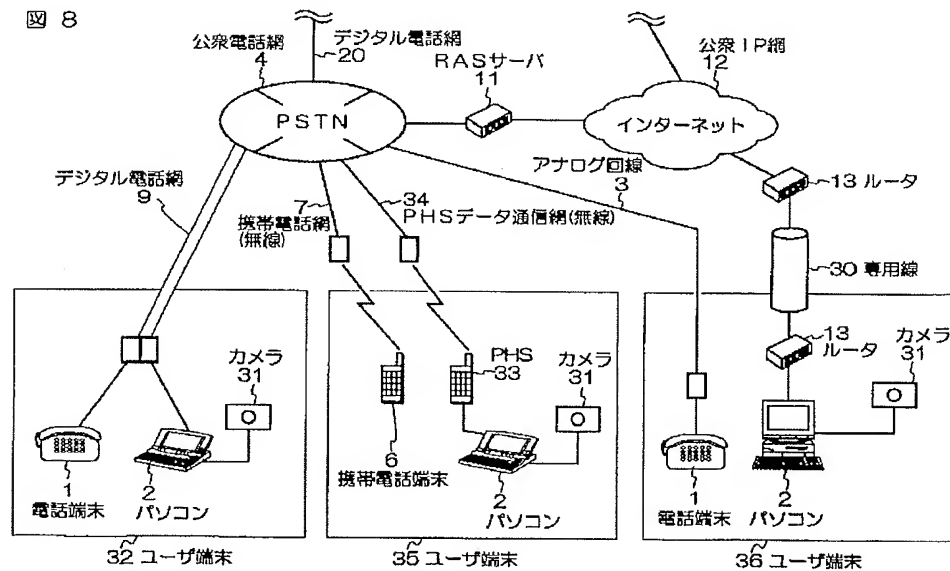 図 8
公衆電話網
4
デジタル電話網
20
RASサーバ
11
公衆IP網
12
PSTN
インターネット
デジタル電話網
9
7
携帯電話網
(無線)
34
PHSデータ通信網(無線)
アナログ回線
3
13 ルータ
30 専用線
カメラ
31
1
電話端末
2
パソコン
32 ユーザ端末
PHS
33
カメラ
31
6
携帯電話端末
2
パソコン
35 ユーザ端末
13
ルータ
カメラ
31
1
電話端末
2
パソコン
36 ユーザ端末